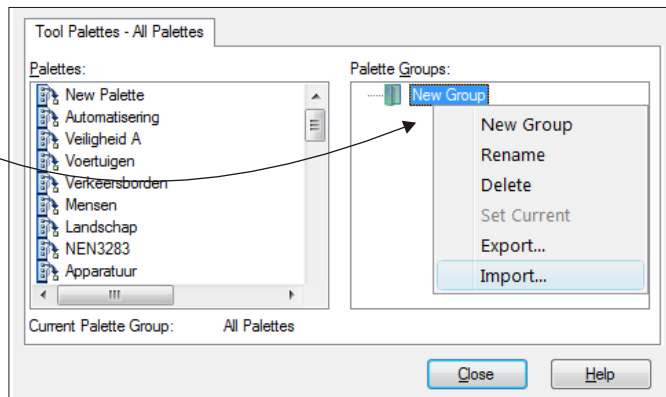 Tool Palettes - All Palettes
Palettes:
New Palette
Automatisering
Veiligheid A
Voertuigen
Verkeersborden
Mensen
Landschap
NEN3283
Apparatuur
Current Palette Group: All Palettes
Palette Groups:
New Group
New Group
Rename
Delete
Set Current
Export...
Import...
Close
Help